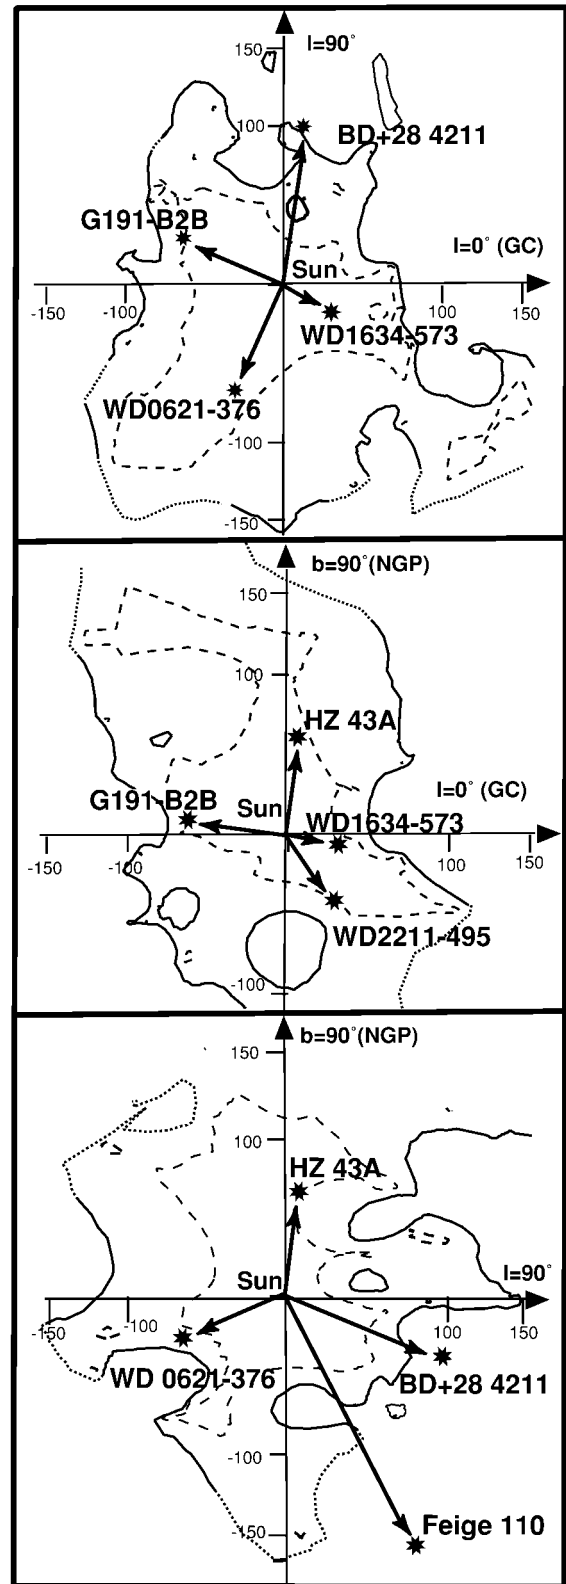 150
l=90°
100
BD+28 4211
G191-B2B
l=0° (GC)
Sun
-150
-100
100
150
WD1634-573
WD0621-376
-100
-150
b=90°(NGP)
150
100
HZ 43A
l=0° (GC)
G191-B2B
Sun
WD1634-573
-150
-100
100
150
WD2211-495
-100
b=90°(NGP)
150
100
HZ 43A
Sun
l=90°
-150
-100
100
150
WD 0621-376
BD+28 4211
-100
-150
Feige 110